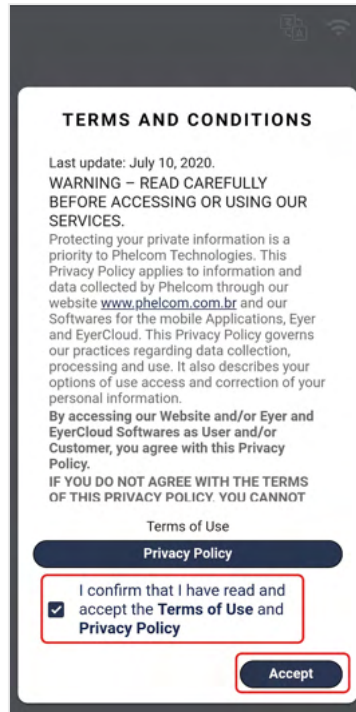 TERMS AND CONDITIONS
Last update: July 10, 2020.
WARNING – READ CAREFULLY
BEFORE ACCESSING OR USING OUR
SERVICES.
Protecting your private information is a
priority to Phelcom Technologies. This
Privacy Policy applies to information and
data collected by Phelcom through our
website www.phelcom.com.br and our
Softwares for the mobile Applications, Eyer
and EyerCloud. This Privacy Policy governs
our practices regarding data collection,
processing and use. It also describes your
options of use access and correction of your
personal information.
By accessing our Website and/or Eyer and
EyerCloud Softwares as User and/or
Customer, you agree with this Privacy
Policy.
IF YOU DO NOT AGREE WITH THE TERMS
OF THIS PRIVACY POLICY, YOU CANNOT
Terms of Use
Privacy Policy
I confirm that I have read and
accept the Terms of Use and
Privacy Policy
Accept